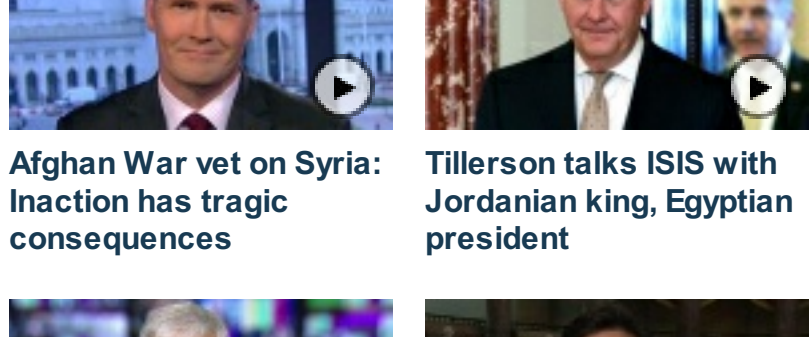 Afghan War vet on Syria:
Inaction has tragic
consequences
Tillerson talks ISIS with
Jordanian king, Egyptian
president